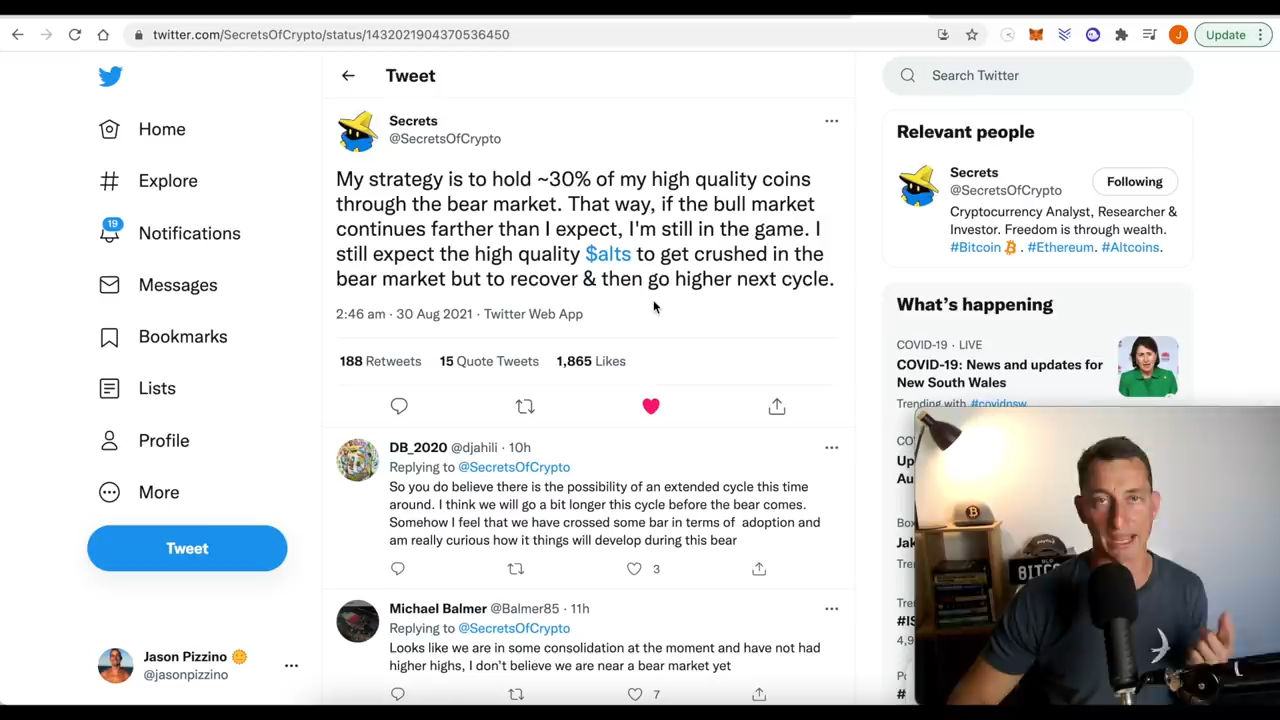 twitter.com/SecretsOfCrypto/status/1432021904370536450
J
Update
Home
Explore
19
Notifications
Messages
Bookmarks
Lists
Profile
More
Tweet
Jason Pizzino
@jasonpizzino
Tweet
Secrets
@SecretsOfCrypto
My strategy is to hold ~30% of my high quality coins
through the bear market. That way, if the bull market
continues farther than I expect, I'm still in the game. I
still expect the high quality $alts to get crushed in the
bear market but to recover & then go higher next cycle.
2:46 am · 30 Aug 2021 · Twitter Web App
188 Retweets 15 Quote Tweets 1,865 Likes
DB_2020 @djahili · 10h
Replying to @SecretsOfCrypto
So you do believe there is the possibility of an extended cycle this time
around. I think we will go a bit longer this cycle before the bear comes.
Somehow I feel that we have crossed some bar in terms of adoption and
am really curious how it things will develop during this bear
3
Michael Balmer @Balmer85 · 11h
Replying to @SecretsOfCrypto
Looks like we are in some consolidation at the moment and have not had
higher highs, I don't believe we are near a bear market yet
7
Search Twitter
Relevant people
Secrets
@SecretsOfCrypto
Following
Cryptocurrency Analyst, Researcher &
Investor. Freedom is through wealth.
#Bitcoin . #Ethereum. #Altcoins.
What's happening
COVID-19 · LIVE
COVID-19: News and updates for
New South Wales
Trending with #covidnsw